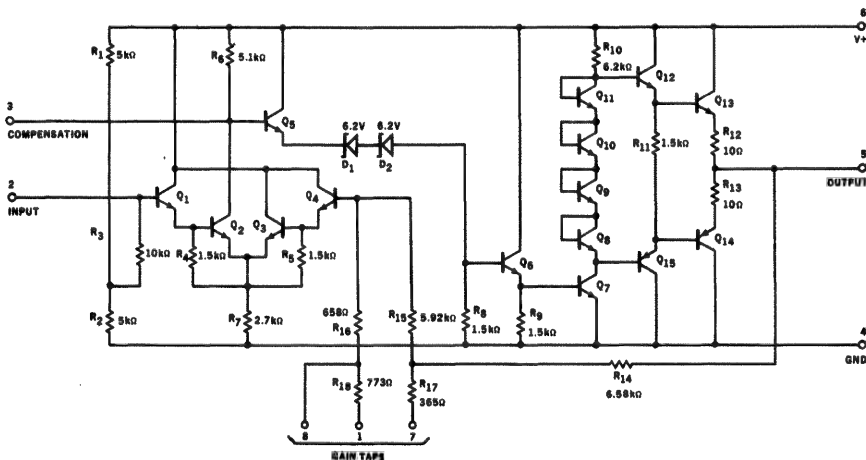 6
V+
R1
5kΩ
R6
5.1kΩ
R10
6.2kΩ
Q12
Q11
Q13
3
COMPENSATION
Q5
6.2V
6.2V
D1
D2
Q10
R11
1.5kΩ
R12
10Ω
5
OUTPUT
2
INPUT
Q1
Q2
Q3
Q4
Q9
R13
10Ω
R3
10kΩ
R4
1.5kΩ
R5
1.5kΩ
Q8
Q14
Q6
Q15
Q7
R2
5kΩ
R7
2.7kΩ
658Ω
R16
R15
5.92kΩ
R8
1.5kΩ
R9
1.5kΩ
4
GND
R18
773Ω
R17
365Ω
R14
6.58kΩ
8
1
7
GAIN TAPS